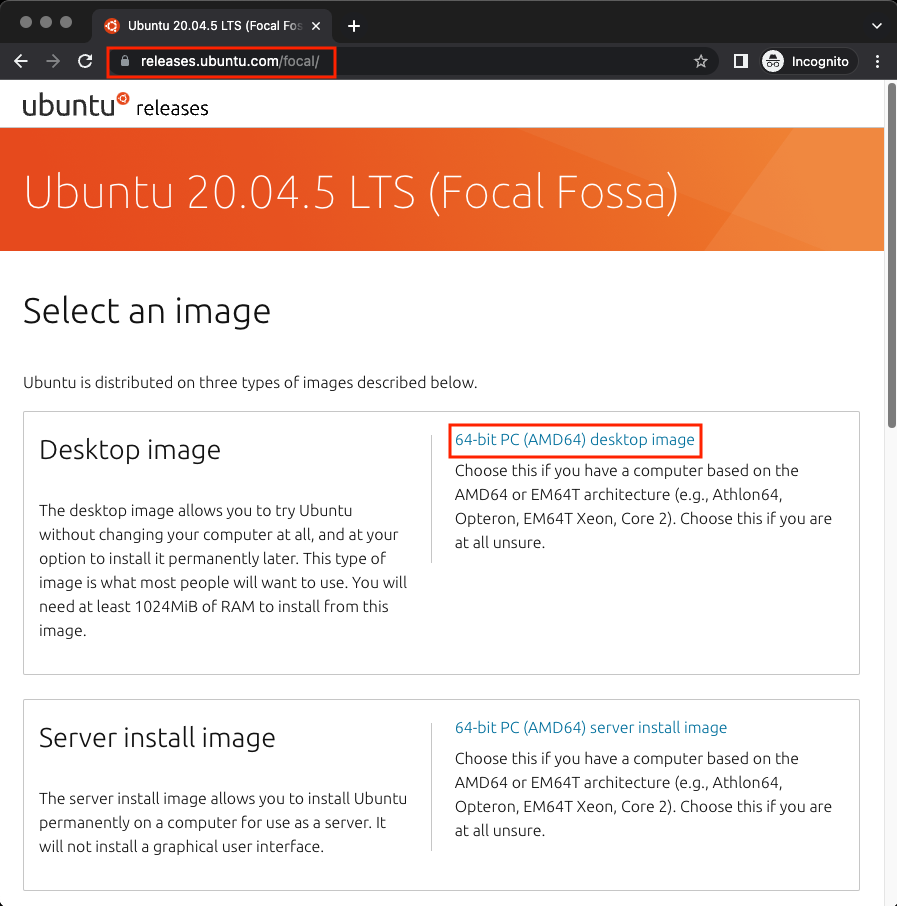 Ubuntu 20.04.5 LTS (Focal Fos
releases.ubuntu.com/focal/
Incognito
ubuntu releases
Ubuntu 20.04.5 LTS (Focal Fossa)
Select an image
Ubuntu is distributed on three types of images described below.
Desktop image
The desktop image allows you to try Ubuntu
without changing your computer at all, and at your
option to install it permanently later. This type of
image is what most people will want to use. You will
need at least 1024MiB of RAM to install from this
image.
64-bit PC (AMD64) desktop image
Choose this if you have a computer based on the
AMD64 or EM64T architecture (e.g., Athlon64,
Opteron, EM64T Xeon, Core 2). Choose this if you are
at all unsure.
Server install image
The server install image allows you to install Ubuntu
permanently on a computer for use as a server. It
will not install a graphical user interface.
64-bit PC (AMD64) server install image
Choose this if you have a computer based on the
AMD64 or EM64T architecture (e.g., Athlon64,
Opteron, EM64T Xeon, Core 2). Choose this if you are
at all unsure.